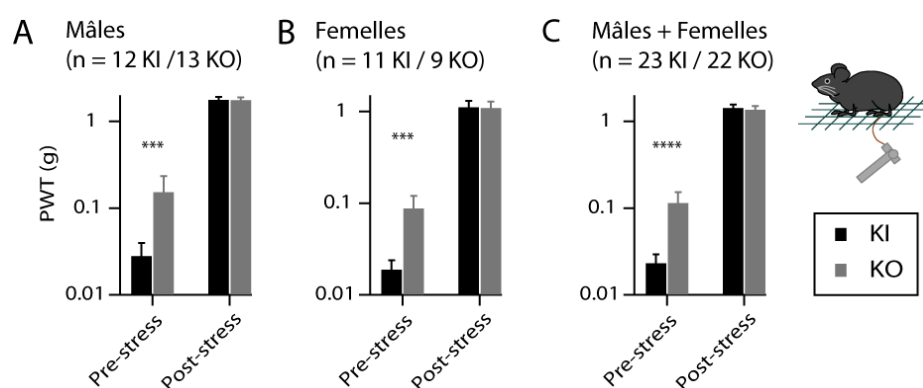 A Mâles
(n = 12 KI /13 KO)
PWT (g)
1
0.1
0.01
***
Pre-stress
Post-stress
B Femelles
(n = 11 KI / 9 KO)
1
0.1
0.01
***
Pre-stress
Post-stress
C Mâles + Femelles
(n = 23 KI / 22 KO)
1
0.1
0.01
****
Pre-stress
Post-stress
KI
KO